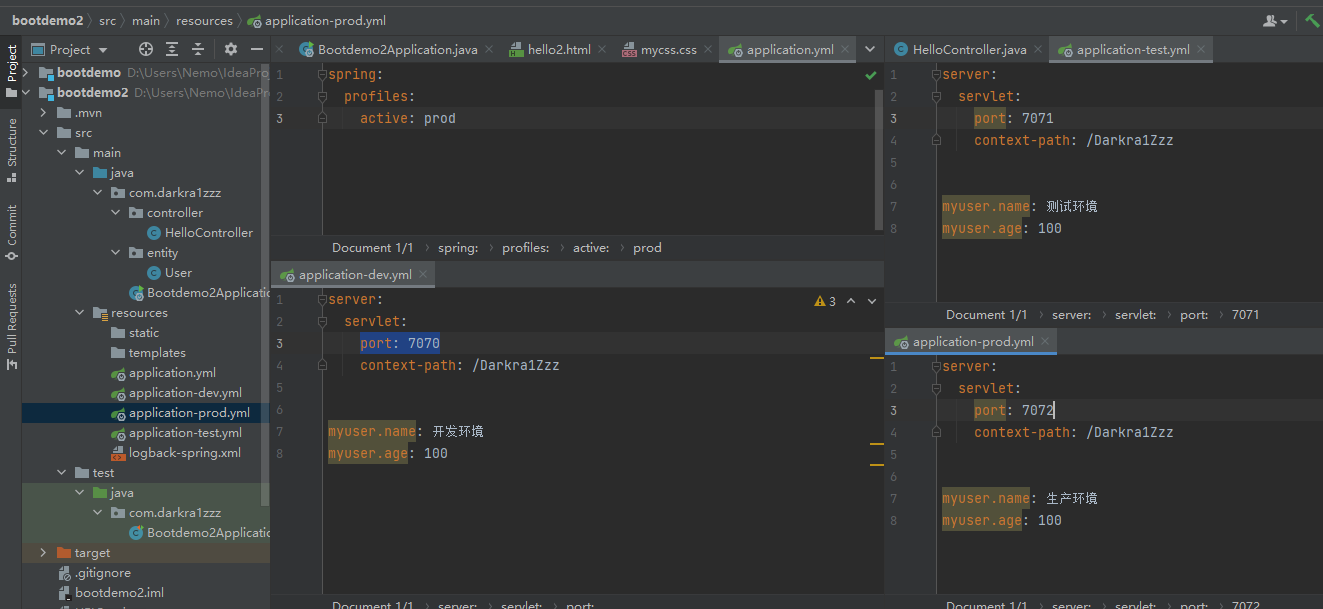 bootdemo2 src main resources application-prod.yml
Project
Structure
Commit
Pull Requests
Project
bootdemo D:\Users\Nemo\IdeaPro
bootdemo2 D:\Users\Nemo\IdeaPr
.mvn
src
main
java
com.darkra1zzz
controller
HelloController
entity
User
Bootdemo2Applicatio
resources
static
templates
application.yml
application-dev.yml
application-prod.yml
application-test.yml
logback-spring.xml
test
java
com.darkra1zzz
Bootdemo2Applicatio
target
.gitignore
bootdemo2.iml
Bootdemo2Application.java hello2.html mycss.css application.yml
1 spring:
2 profiles:
3 active: prod
Document 1/1 spring: profiles: active: prod
application-dev.yml
1 server:
3
2 servlet:
3 port: 7070
4 context-path: /Darkra1Zzz
5
6
7 myuser.name: 开发环境
8 myuser.age: 100
Document 1/1 server: servlet: port:
HelloController.java application-test.yml
1 server:
2 servlet:
3 port: 7071
4 context-path: /Darkra1Zzz
5
6
7 myuser.name: 测试环境
8 myuser.age: 100
Document 1/1 server: servlet: port: 7071
application-prod.yml
1 server:
2 servlet:
3 port: 7072
4 context-path: /Darkra1Zzz
5
6
7 myuser.name: 生产环境
8 myuser.age: 100
Document 1/1 server: servlet: port: 7072